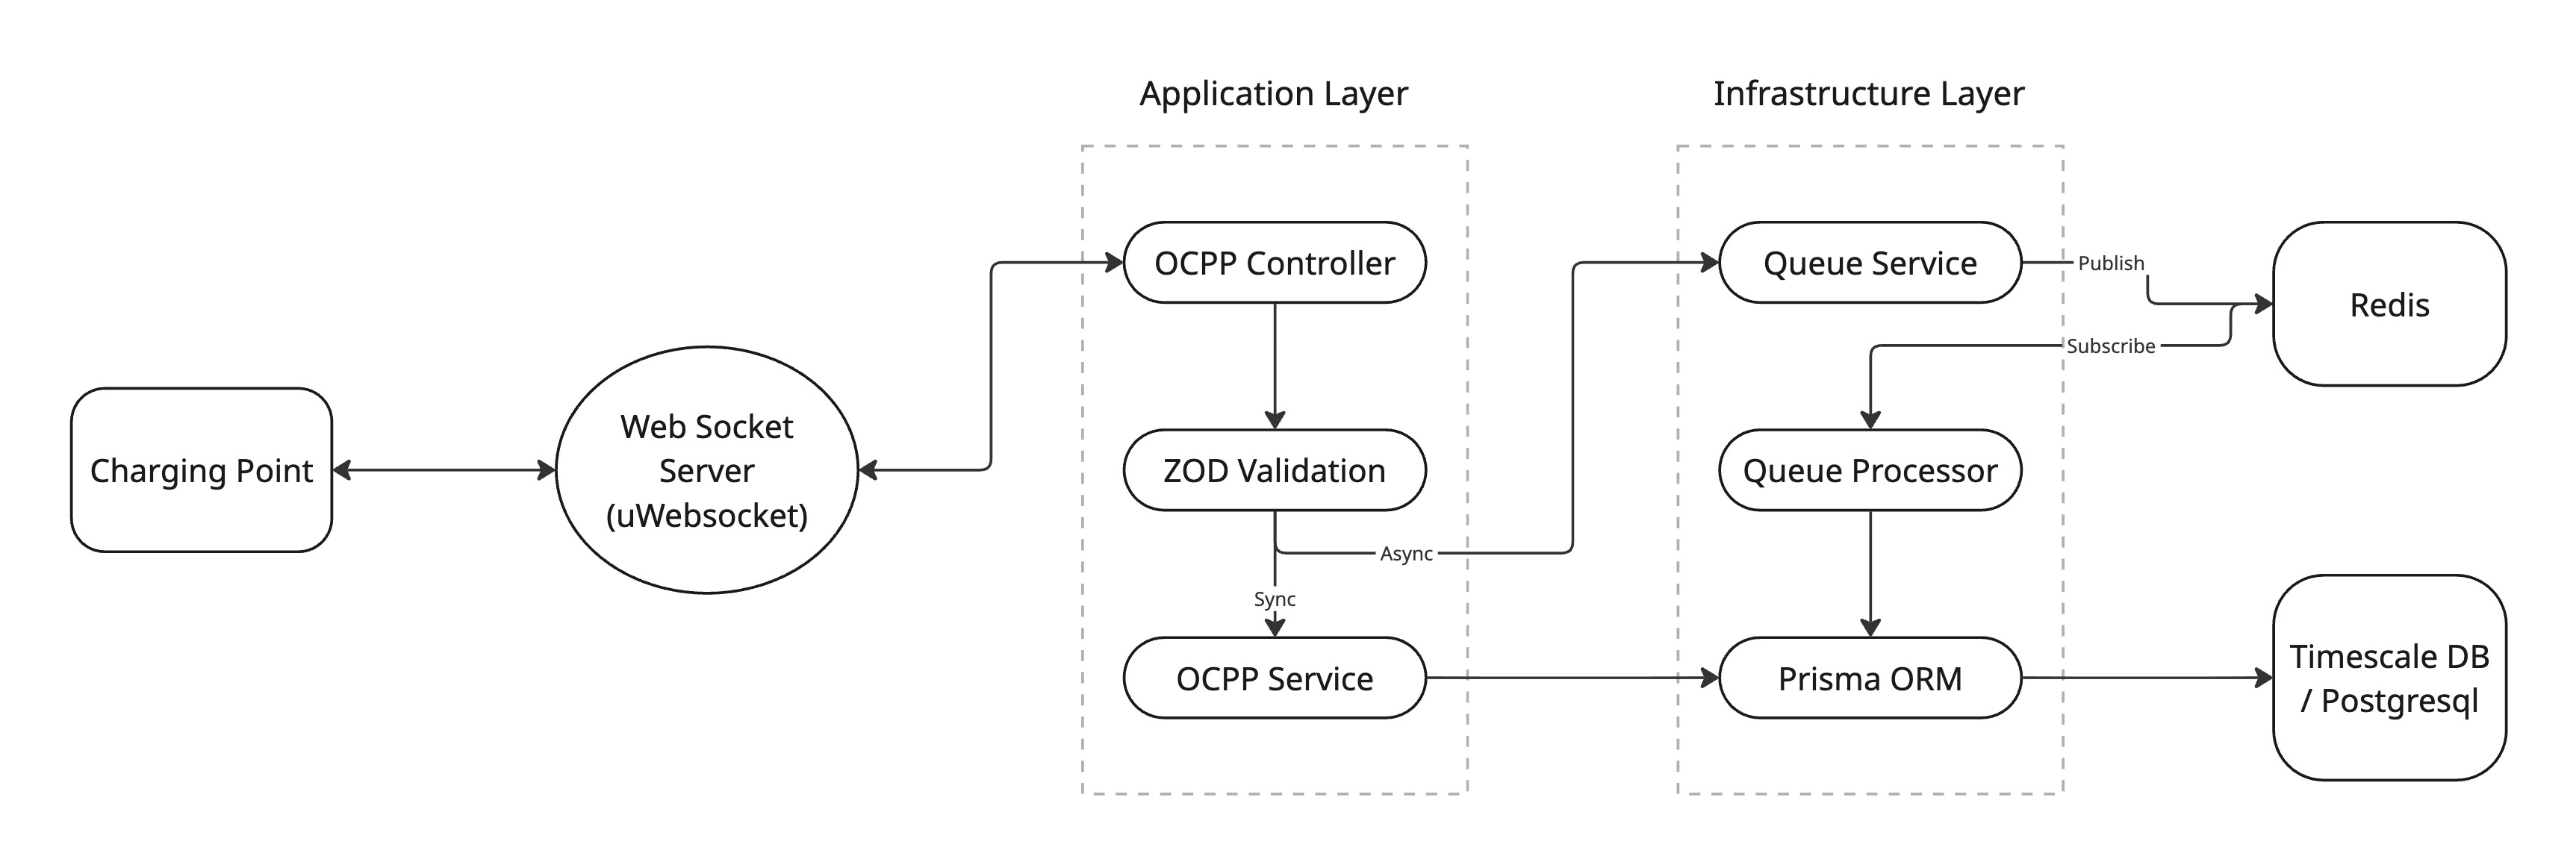 Application Layer
Infrastructure Layer
OCPP Controller
Queue Service
Publish
Redis
Subscribe
Charging Point
Web Socket
Server
(uWebsocket)
ZOD Validation
Queue Processor
Async
Sync
OCPP Service
Prisma ORM
Timescale DB
/ Postgresql